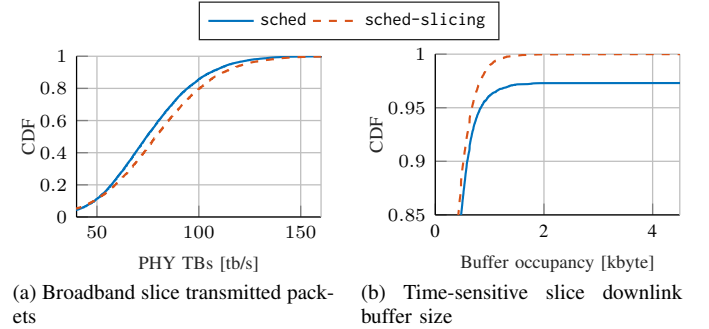 sched sched-slicing
1
0.8
0.6
0.4
0.2
0
CDF
50 100 150
PHY TBs [tb/s]
(a) Broadband slice transmitted pack-
ets
1
0.95
0.9
0.85
CDF
0 2 4
Buffer occupancy [kbyte]
(b) Time-sensitive slice downlink
buffer size